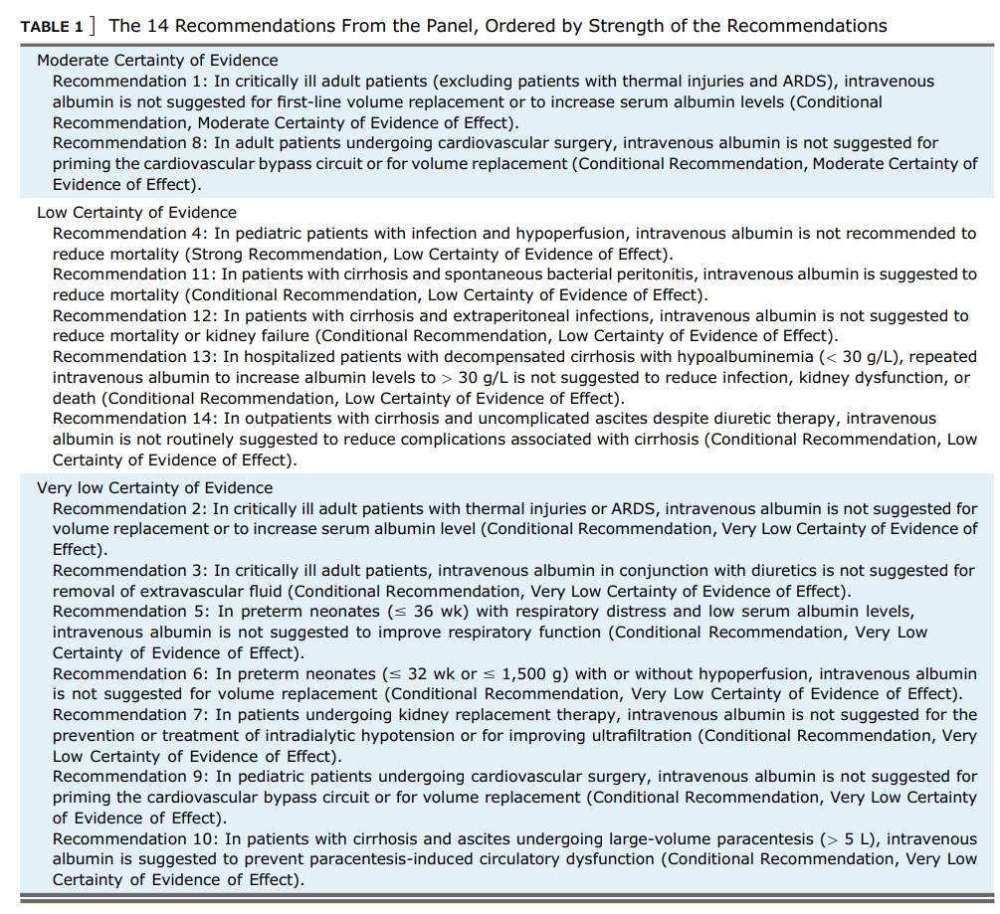 TABLE 1 ] The 14 Recommendations From the Panel, Ordered by Strength of the Recommendations
Moderate Certainty of Evidence
Recommendation 1: In critically ill adult patients (excluding patients with thermal injuries and ARDS), intravenous
albumin is not suggested for first-line volume replacement or to increase serum albumin levels (Conditional
Recommendation, Moderate Certainty of Evidence of Effect).
Recommendation 8: In adult patients undergoing cardiovascular surgery, intravenous albumin is not suggested for
priming the cardiovascular bypass circuit or for volume replacement (Conditional Recommendation, Moderate Certainty of
Evidence of Effect).
Low Certainty of Evidence
Recommendation 4: In pediatric patients with infection and hypoperfusion, intravenous albumin is not recommended to
reduce mortality (Strong Recommendation, Low Certainty of Evidence of Effect).
Recommendation 11: In patients with cirrhosis and spontaneous bacterial peritonitis, intravenous albumin is suggested to
reduce mortality (Conditional Recommendation, Low Certainty of Evidence of Effect).
Recommendation 12: In patients with cirrhosis and extraperitoneal infections, intravenous albumin is not suggested to
reduce mortality or kidney failure (Conditional Recommendation, Low Certainty of Evidence of Effect).
Recommendation 13: In hospitalized patients with decompensated cirrhosis with hypoalbuminemia (< 30 g/L), repeated
intravenous albumin to increase albumin levels to > 30 g/L is not suggested to reduce infection, kidney dysfunction, or
death (Conditional Recommendation, Low Certainty of Evidence of Effect).
Recommendation 14: In outpatients with cirrhosis and uncomplicated ascites despite diuretic therapy, intravenous
albumin is not routinely suggested to reduce complications associated with cirrhosis (Conditional Recommendation, Low
Certainty of Evidence of Effect).
Very low Certainty of Evidence
Recommendation 2: In critically ill adult patients with thermal injuries or ARDS, intravenous albumin is not suggested for
volume replacement or to increase serum albumin level (Conditional Recommendation, Very Low Certainty of Evidence of
Effect).
Recommendation 3: In critically ill adult patients, intravenous albumin in conjunction with diuretics is not suggested for
removal of extravascular fluid (Conditional Recommendation, Very Low Certainty of Evidence of Effect).
Recommendation 5: In preterm neonates (≤ 36 wk) with respiratory distress and low serum albumin levels,
intravenous albumin is not suggested to improve respiratory function (Conditional Recommendation, Very Low
Certainty of Evidence of Effect).
Recommendation 6: In preterm neonates (≤ 32 wk or ≤ 1,500 g) with or without hypoperfusion, intravenous albumin
is not suggested for volume replacement (Conditional Recommendation, Very Low Certainty of Evidence of Effect).
Recommendation 7: In patients undergoing kidney replacement therapy, intravenous albumin is not suggested for the
prevention or treatment of intradialytic hypotension or for improving ultrafiltration (Conditional Recommendation, Very
Low Certainty of Evidence of Effect).
Recommendation 9: In pediatric patients undergoing cardiovascular surgery, intravenous albumin is not suggested for
priming the cardiovascular bypass circuit or for volume replacement (Conditional Recommendation, Very Low Certainty
of Evidence of Effect).
Recommendation 10: In patients with cirrhosis and ascites undergoing large-volume paracentesis (> 5 L), intravenous
albumin is suggested to prevent paracentesis-induced circulatory dysfunction (Conditional Recommendation, Very Low
Certainty of Evidence of Effect).